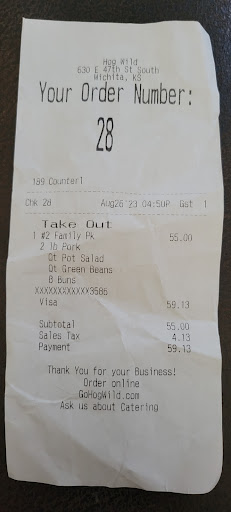 Hog Wild
630 E 47th St South
Wichita, KS
Your Order Number:
28
189 Counter1
Chk 28 Aug26'23 04:50P Gst 1
Take Out
1 #2 Family Pk 55.00
2 lb Pork
Qt Pot Salad
Qt Green Beans
8 Buns
XXXXXXXXXXXX3586
Visa 59.13
Subtotal 55.00
Sales Tax 4.13
Payment 59.13
Thank You for your Business!
Order online
GoHogWild.com
Ask us about Catering